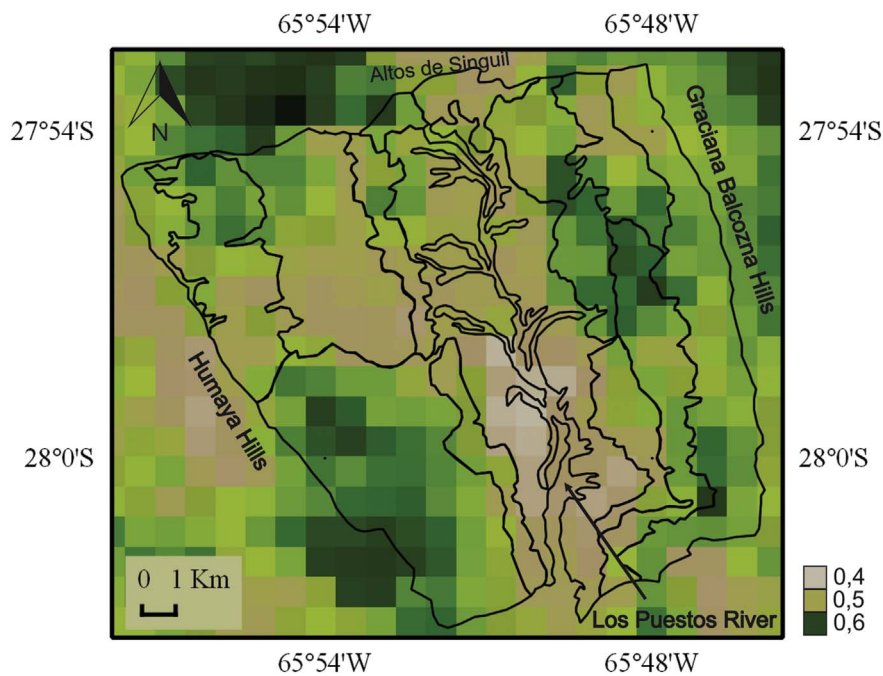 65°54'W 65°48'W
Altos de Singuil
27°54'S 27°54'S
N
Graciana Balcozna Hills
Humaya Hills
28°0'S 28°0'S
0 1 Km
0,4
0,5
0,6
Los Puestos River
65°54'W 65°48'W